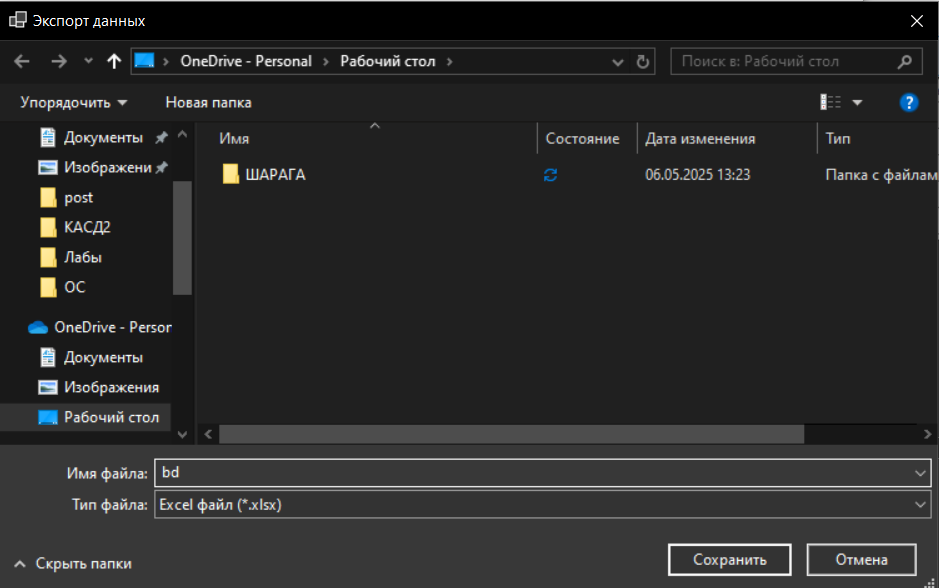 Экспорт данных
OneDrive - Personal > Рабочий стол >
Поиск в: Рабочий стол
Упорядочить Новая папка ?
Имя Состояние Дата изменения Тип
ШАРАГА 06.05.2025 13:23 Папка с файлам
Документы
Изображени
post
КАСД2
Лабы
ОС
OneDrive - Person
Документы
Изображения
Рабочий стол
Имя файла: bd
Тип файла: Excel файл (*.xlsx)
Скрыть папки Сохранить Отмена